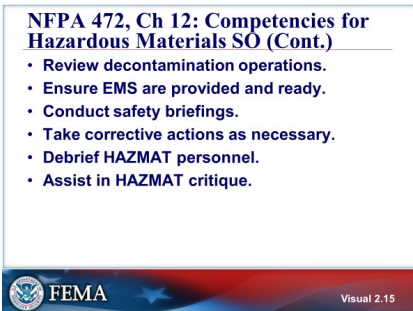 NFPA 472, Ch 12: Competencies for
Hazardous Materials SO (Cont.)
• Review decontamination operations.
• Ensure EMS are provided and ready.
• Conduct safety briefings.
• Take corrective actions as necessary.
• Debrief HAZMAT personnel.
• Assist in HAZMAT critique.
FEMA
Visual 2.15